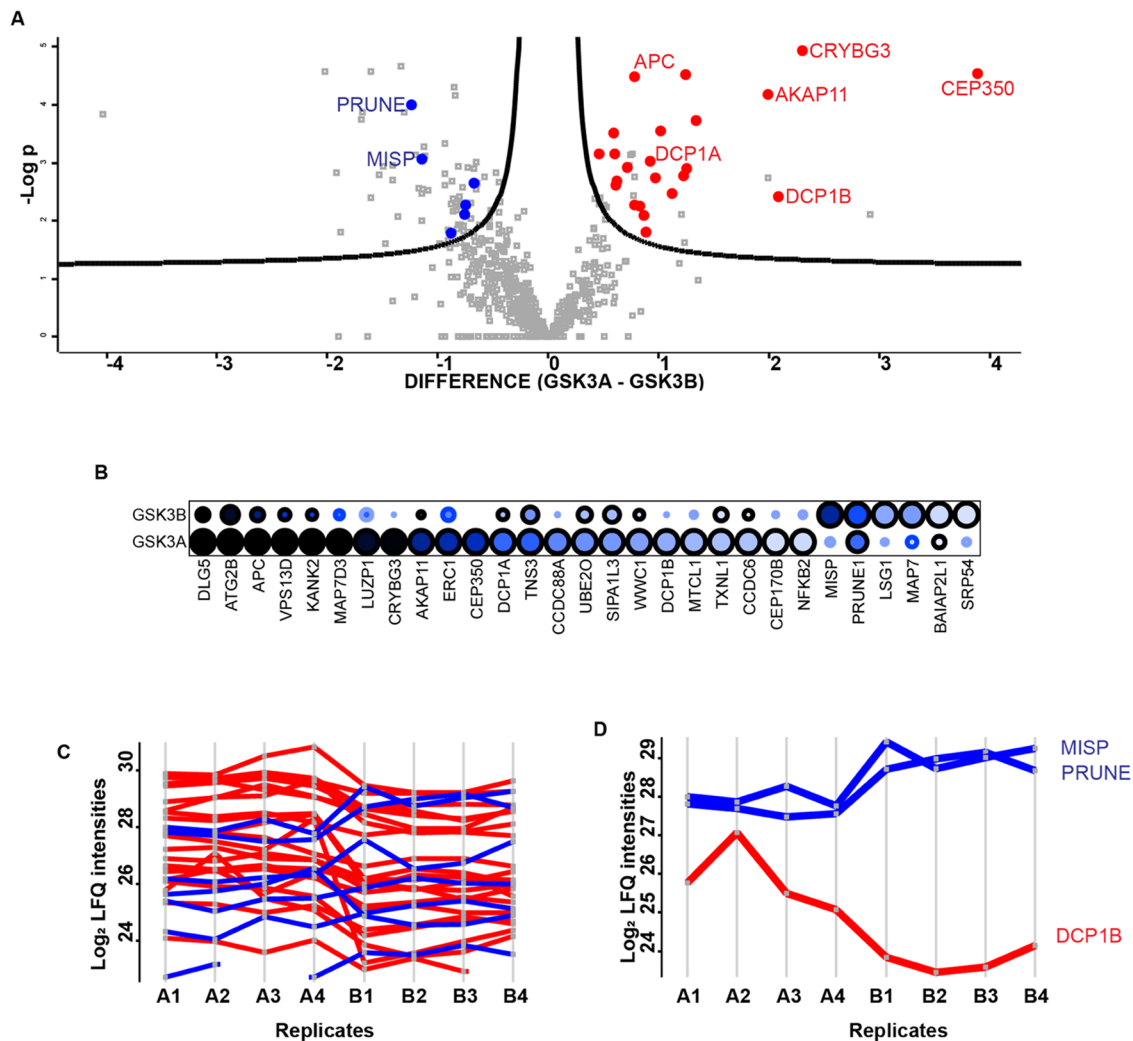 A
5
4
3
2
1
0
-Log p
CRYBG3
APC
CEP350
AKAP11
PRUNE
DCP1A
MISP
DCP1B
-4 -3 -2 -1 0 1 2 3 4
DIFFERENCE (GSK3A - GSK3B)
B
GSK3B
GSK3A
DLG5
ATG2B
APC
VPS13D
KANK2
MAP7D3
LUZP1
CRYBG3
AKAP11
ERC1
CEP350
DCP1A
TNS3
CCDC88A
UBE2O
SIPA1L3
WWC1
DCP1B
MTCL1
TXNL1
CCDC6
CEP170B
NFKB2
MISP
PRUNE1
LSG1
MAP7
BAIAP2L1
SRP54
C
Log₂ LFQ intensities
30
28
26
24
A1 A2 A3 A4 B1 B2 B3 B4
Replicates
D
Log₂ LFQ intensities
29
28
27
26
25
24
MISP
PRUNE
DCP1B
A1 A2 A3 A4 B1 B2 B3 B4
Replicates